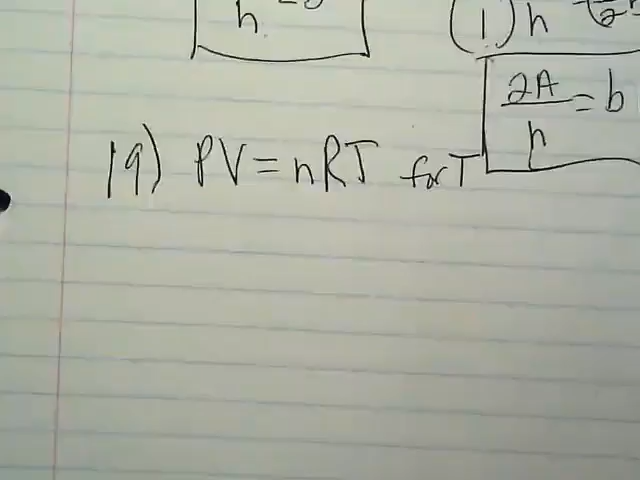 h
(1)h
2A/h = b
19) PV=nRT for T